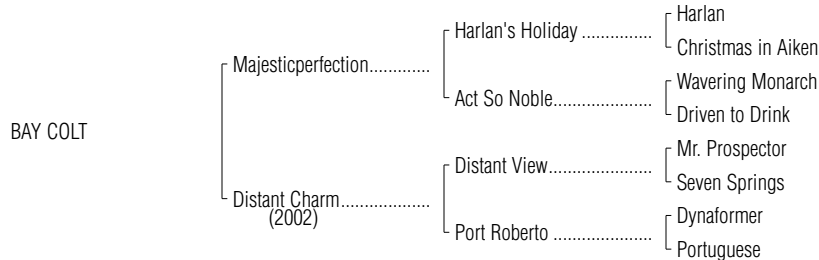 Harlan
Harlan's Holiday ...............
Christmas in Aiken
Majesticperfection.............
Wavering Monarch
Act So Noble.....................
Driven to Drink
BAY COLT
Mr. Prospector
Distant View......................
Seven Springs
Distant Charm...................
(2002)
Dynaformer
Port Roberto .....................
Portuguese